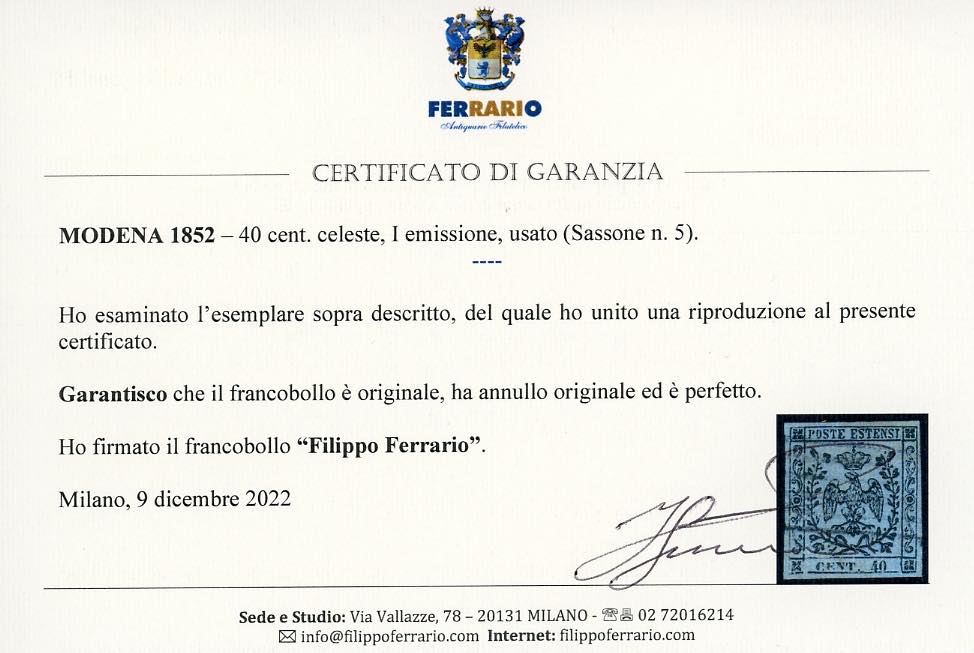 FERRARIO
Antiquario Filatelico
CERTIFICATO DI GARANZIA
MODENA 1852 – 40 cent. celeste, I emissione, usato (Sassone n. 5).
----
Ho esaminato l’esemplare sopra descritto, del quale ho unito una riproduzione al presente
certificato.
Garantisco che il francobollo è originale, ha annullo originale ed è perfetto.
Ho firmato il francobollo “Filippo Ferrario”.
Milano, 9 dicembre 2022
POSTE ESTENSI
CENT. 40
Sede e Studio: Via Vallazze, 78 – 20131 MILANO - ☏ 02 72016214
✉ info@filippoferrario.com Internet: filippoferrario.com